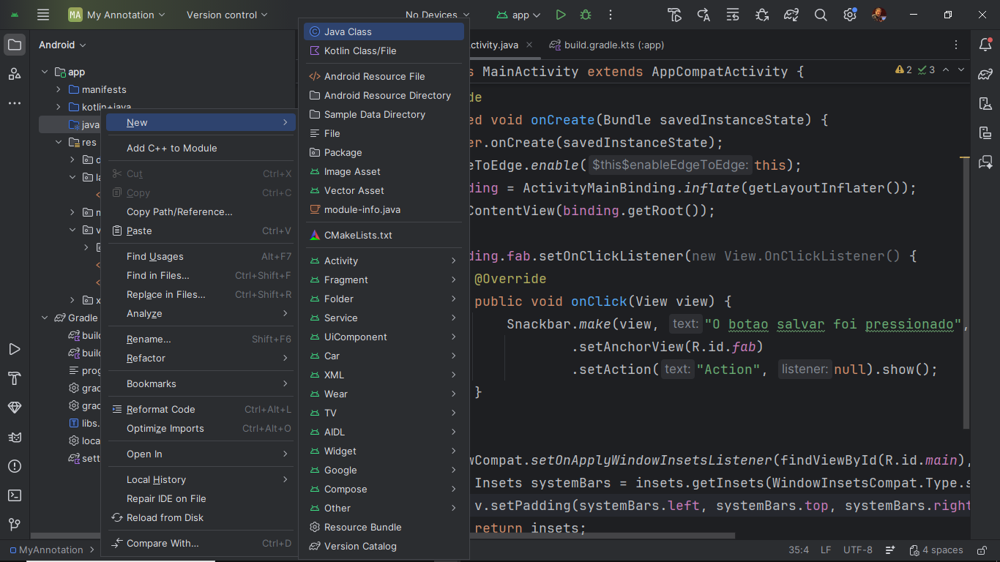 MA My Annotation
Version control
No Devices
app
Android
Java Class
Kotlin Class/File
Android Resource File
Android Resource Directory
Sample Data Directory
File
Package
Image Asset
Vector Asset
module-info.java
CMakeLists.txt
Activity
Fragment
Folder
Service
UiComponent
Car
XML
Wear
TV
AIDL
Widget
Google
Compose
Other
Resource Bundle
Version Catalog
app
manifests
kotlin+java
java
res
Gradle
libs.
New
Add C++ to Module
Cut Ctrl+X
Copy Ctrl+C
Copy Path/Reference...
Paste Ctrl+V
Find Usages Alt+F7
Find in Files... Ctrl+Shift+F
Replace in Files... Ctrl+Shift+R
Analyze
Rename... Shift+F6
Refactor
Bookmarks
Reformat Code Ctrl+Alt+L
Optimize Imports Ctrl+Alt+O
Open In
Local History
Repair IDE on File
Reload from Disk
Compare With... Ctrl+D
ctivity.java
build.gradle.kts (:app)
2 3
s MainActivity extends AppCompatActivity {
de
ed void onCreate(Bundle savedInstanceState) {
er.onCreate(savedInstanceState);
eToEdge.enable( $this$enableEdgeToEdge: this);
ding = ActivityMainBinding.inflate(getLayoutInflater());
ContentView(binding.getRoot());
ding.fab.setOnClickListener(new View.OnClickListener() {
@Override
public void onClick(View view) {
Snackbar.make(view, text: "O botao salvar foi pressionado",
.setAnchorView(R.id.fab)
.setAction( text: "Action", listener: null).show();
}
wCompat.setOnApplyWindowInsetsListener(findViewById(R.id.main),
Insets systemBars = insets.getInsets(WindowInsetsCompat.Type.s
v.setPadding(systemBars.left, systemBars.top, systemBars.right
return insets;
MyAnnotation
35:4 LF UTF-8 4 spaces